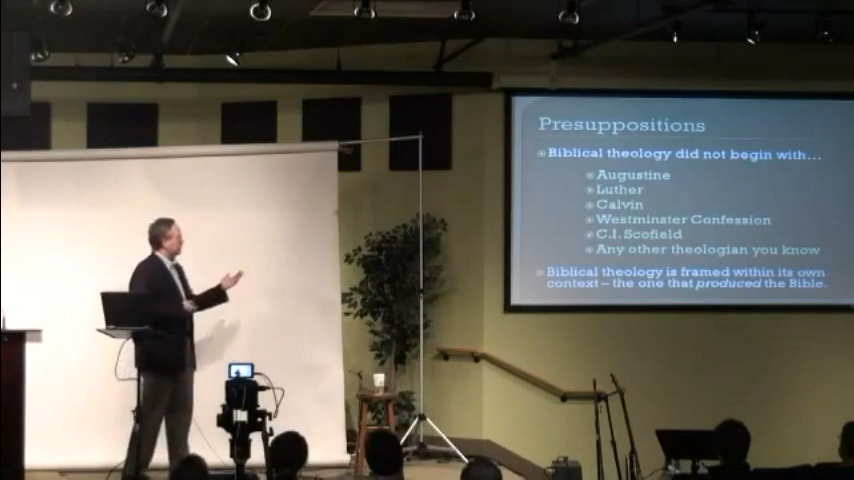 Presuppositions
Biblical theology did not begin with...
Augustine
Luther
Calvin
Westminster Confession
C.I. Scofield
Any other theologian you know
Biblical theology is framed within its own
context – the one that produced the Bible.